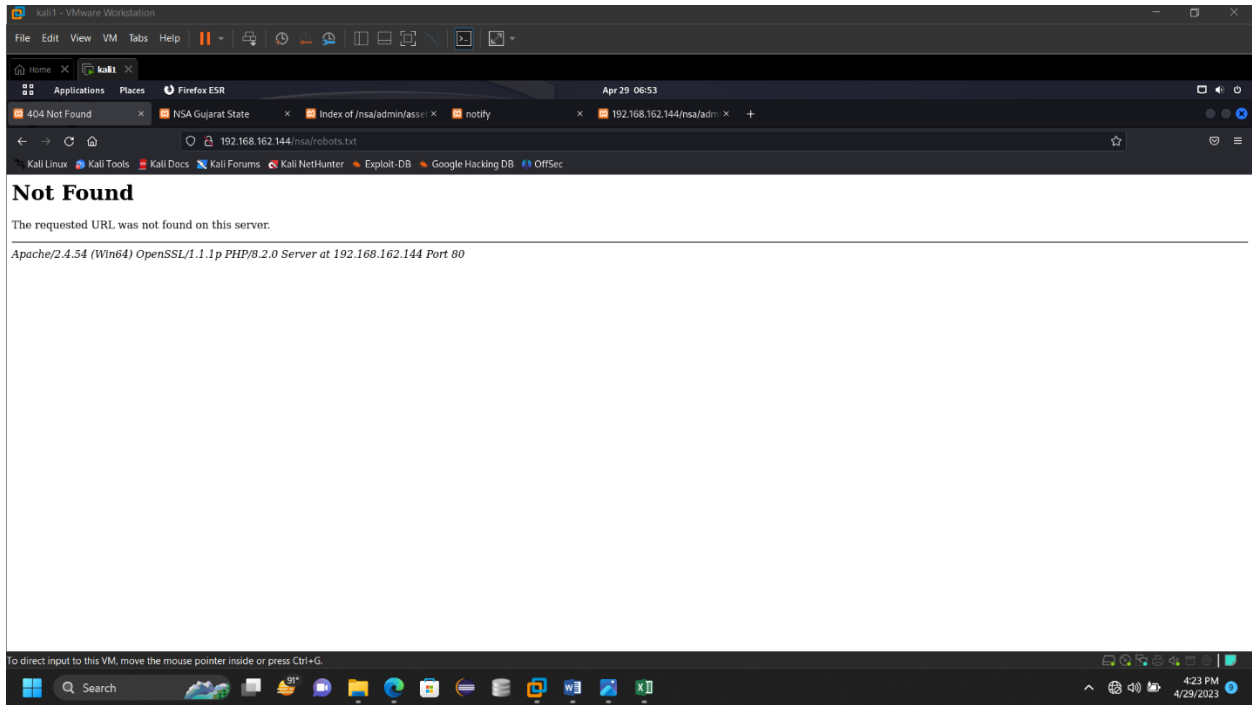 kali1 - VMware Workstation
File Edit View VM Tabs Help
Home kali1
Applications Places Firefox ESR Apr 29 06:53
404 Not Found NSA Gujarat State Index of /nsa/admin/asset notify 192.168.162.144/nsa/adm
192.168.162.144/nsa/robots.txt
Kali Linux Kali Tools Kali Docs Kali Forums Kali NetHunter Exploit-DB Google Hacking DB OffSec
Not Found
The requested URL was not found on this server.
Apache/2.4.54 (Win64) OpenSSL/1.1.1p PHP/8.2.0 Server at 192.168.162.144 Port 80
To direct input to this VM, move the mouse pointer inside or press Ctrl+G.
Search 91° 4:23 PM
4/29/2023 9